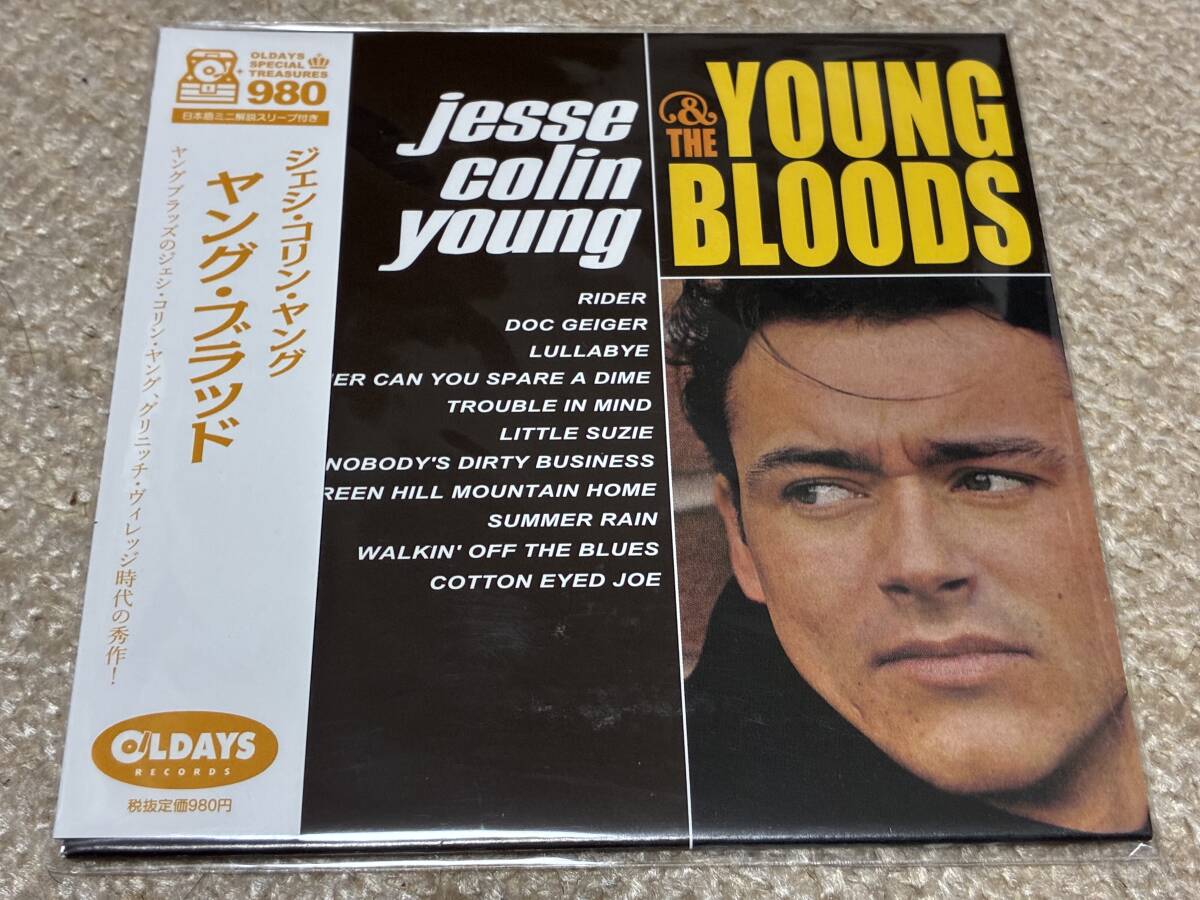 OLDAYS
SPECIAL
TREASURES
980
日本語ミニ解説スリーブ付き
ジェシ・コリン・ヤング
ヤング・ブラッド
ヤングブラッズのジェシ・コリン・ヤング、グリニッチ・ヴィレッジ時代の秀作!
OLDAYS
RECORDS
税抜定価980円
jesse
colin
young
& THE
YOUNG
BLOODS
RIDER
DOC GEIGER
LULLABYE
CAN YOU SPARE A DIME
TROUBLE IN MIND
LITTLE SUZIE
NOBODY'S DIRTY BUSINESS
HILL MOUNTAIN HOME
SUMMER RAIN
WALKIN' OFF THE BLUES
COTTON EYED JOE